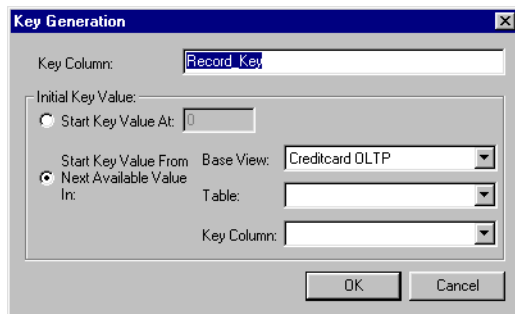 Key Generation
Key Column: Record_Key
Initial Key Value:
Start Key Value At: 0
Start Key Value From
Next Available Value
In:
Base View: Creditcard OLTP
Table:
Key Column:
OK Cancel